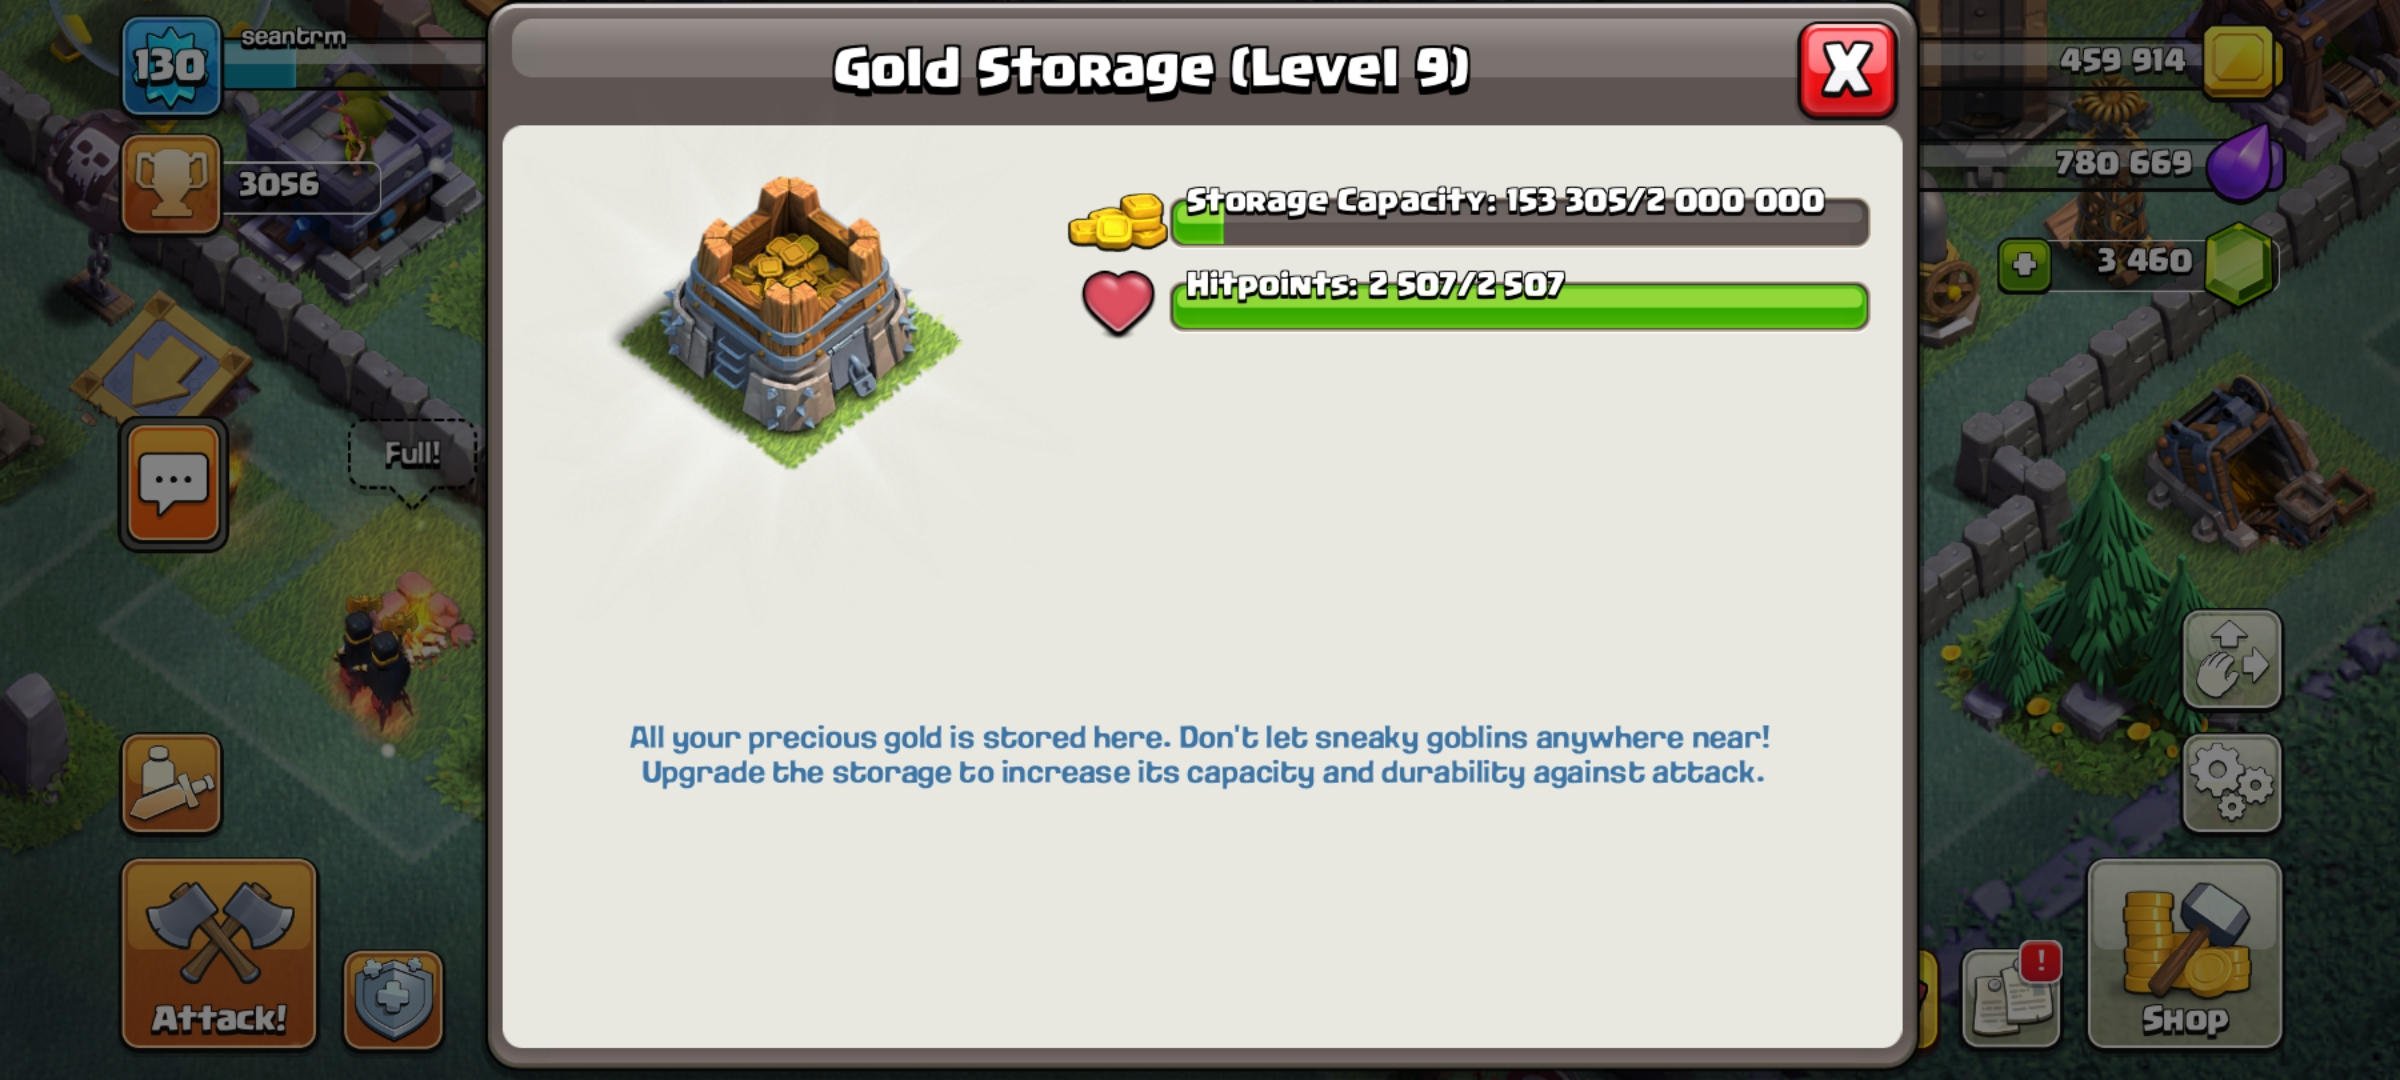 130
seantrm
3056
Gold Storage (Level 9)
X
459 914
780 669
3 460
Storage Capacity: 153 305/2 000 000
Hitpoints: 2 507/2 507
Full!
All your precious gold is stored here. Don't let sneaky goblins anywhere near!
Upgrade the storage to increase its capacity and durability against attack.
Attack!
!
Shop